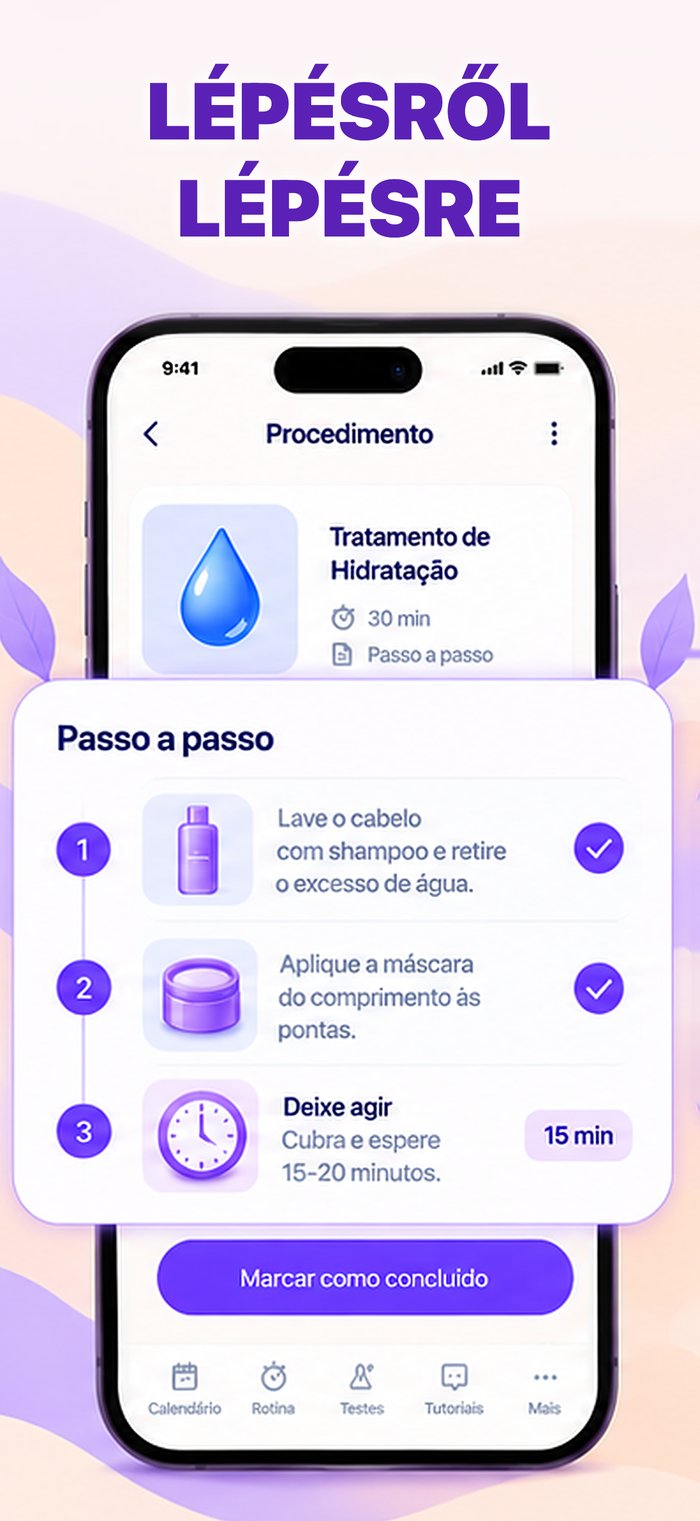 LÉPÉSRŐL
LÉPÉSRE
9:41
Procedimento
Tratamento de
Hidratação
30 min
Passo a passo
Passo a passo
1
Lave o cabelo
com shampoo e retire
o excesso de água.
2
Aplique a máscara
do comprimento às
pontas.
3
Deixe agir
Cubra e espere
15-20 minutos.
15 min
Marcar como concluido
Calendário
Rotina
Testes
Tutoriais
Mais